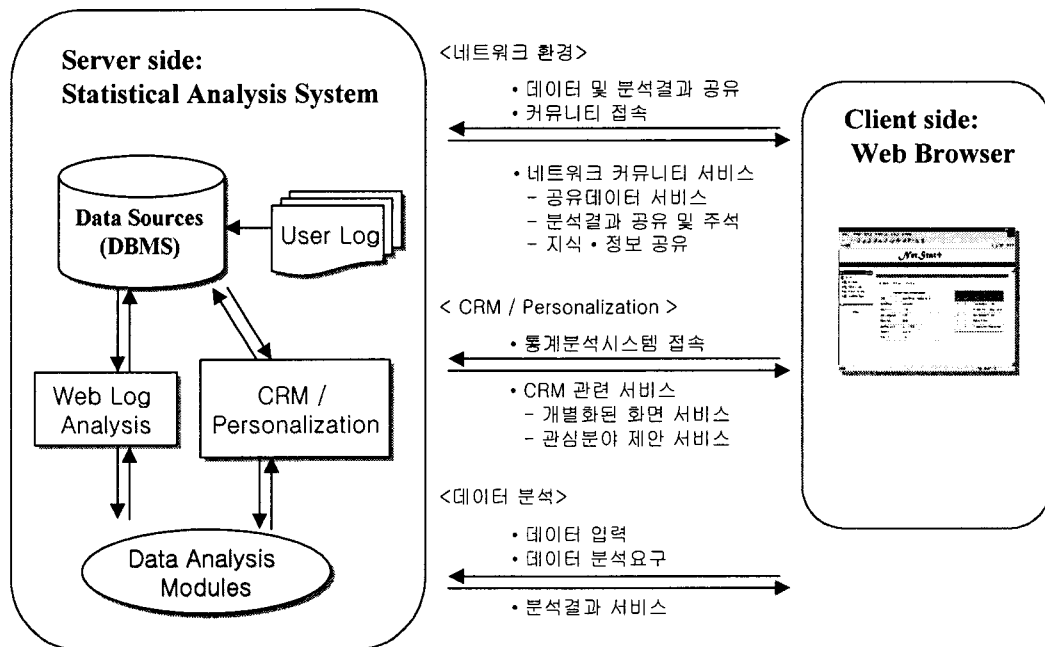 Server side:
Statistical Analysis System
Data Sources
(DBMS)
User Log
Web Log
Analysis
CRM /
Personalization
Data Analysis
Modules
<네트워크 환경>
• 데이터 및 분석결과 공유
• 커뮤니티 접속
• 네트워크 커뮤니티 서비스
– 공유데이터 서비스
– 분석결과 공유 및 주석
– 지식 • 정보 공유
< CRM / Personalization >
• 통계분석시스템 접속
• CRM 관련 서비스
– 개별화된 화면 서비스
– 관심분야 제안 서비스
<데이터 분석>
• 데이터 입력
• 데이터 분석요구
• 분석결과 서비스
Client side:
Web Browser